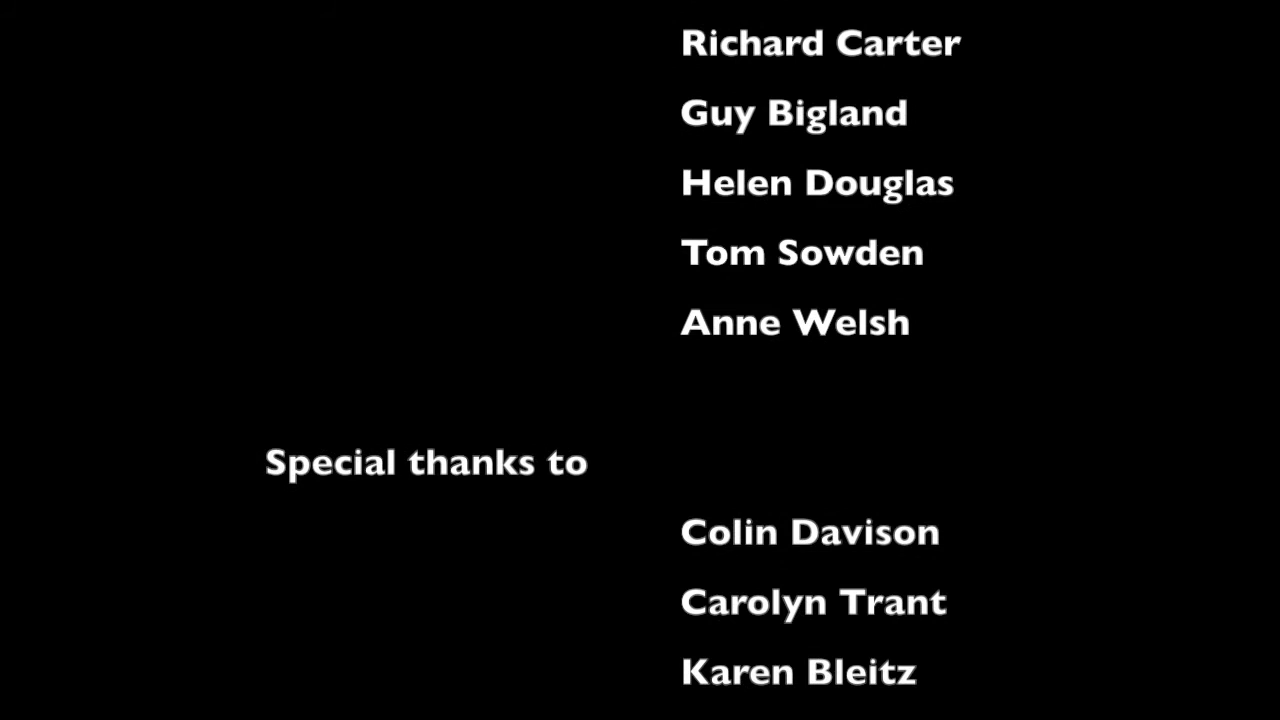 Richard Carter
Guy Bigland
Helen Douglas
Tom Sowden
Anne Welsh
Special thanks to
Colin Davison
Carolyn Trant
Karen Bleitz